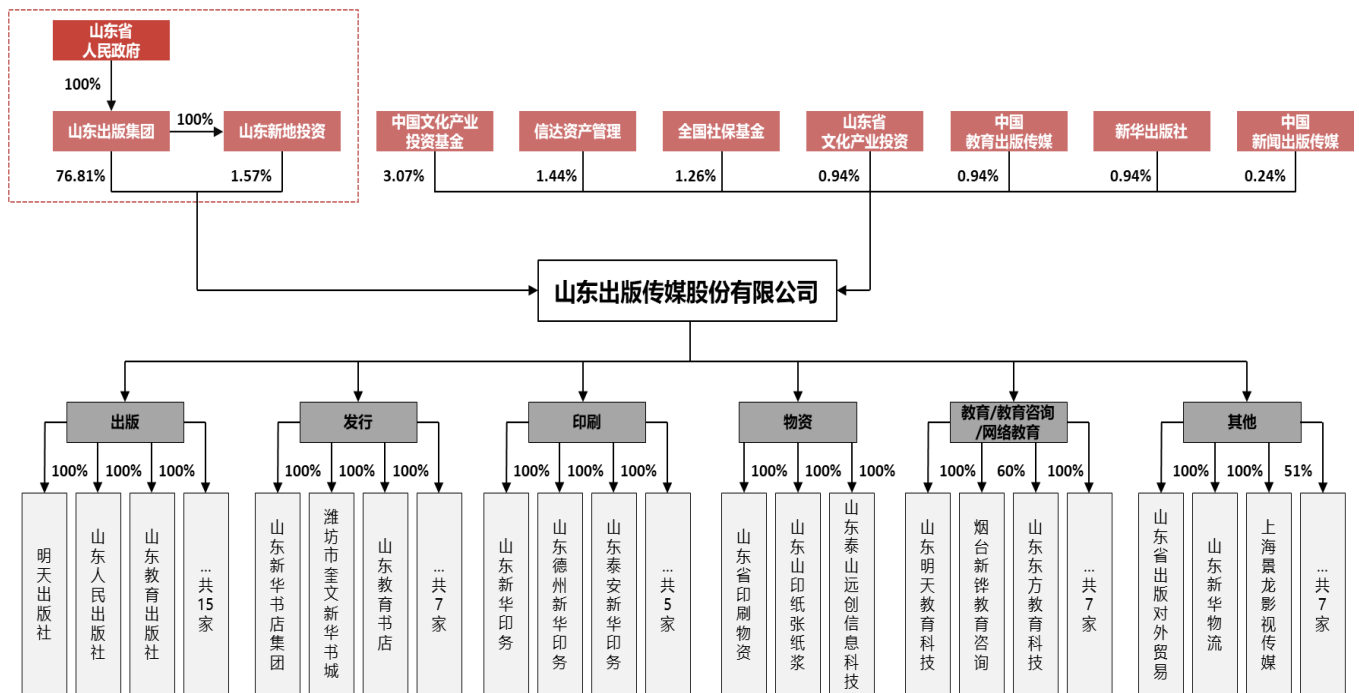 山东省
人民政府
100%
山东出版集团
100%
山东新地投资
中国文化产业
投资基金
信达资产管理
全国社保基金
山东省
文化产业投资
中国
教育出版传媒
新华出版社
中国
新闻出版传媒
76.81%
1.57%
3.07%
1.44%
1.26%
0.94%
0.94%
0.94%
0.24%
山东出版传媒股份有限公司
出版
发行
印刷
物资
教育/教育咨询
/网络教育
其他
100%
100%
100%
100%
100%
100%
100%
100%
100%
100%
100%
100%
100%
60%
100%
100%
100%
51%
明天出版社
山东人民出版社
山东教育出版社
...共15家
山东新华书店集团
潍坊市奎文新华书城
山东教育书店
...共7家
山东新华印务
山东德州新华印务
山东泰安新华印务
...共5家
山东省印刷物资
山东山印纸张纸浆
山东泰山远创信息科技
山东明天教育科技
烟台新铧教育咨询
山东东方教育科技
...共7家
山东省出版对外贸易
山东新华物流
上海景龙影视传媒
...共7家